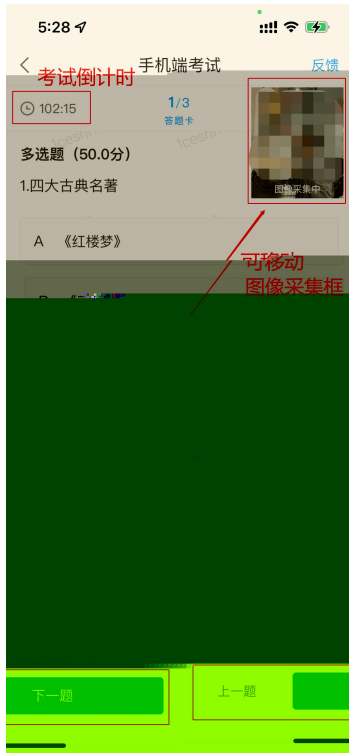 5:28
手机端考试
反馈
考试倒计时
102:15
1/3
答题卡
图像采集中
多选题（50.0分）
1.四大古典名著
A 《红楼梦》
可移动
图像采集框
下一题
上一题